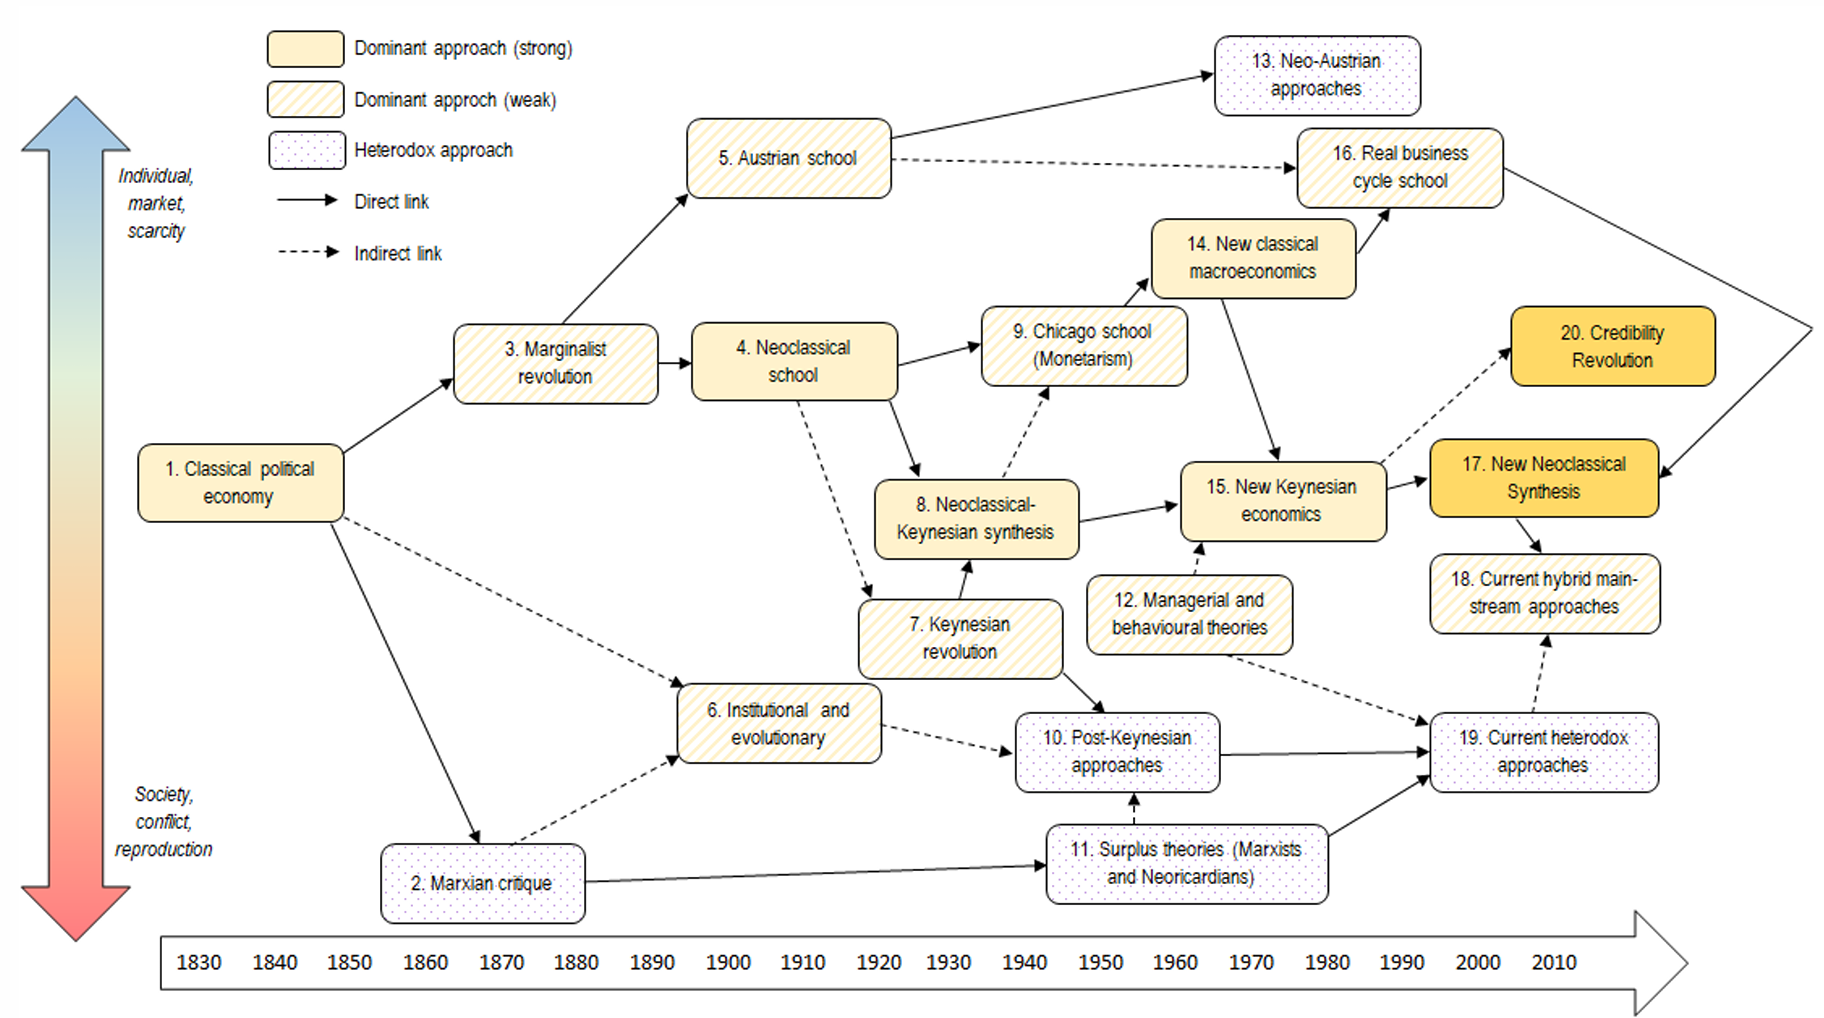 Dominant approach (strong)
Dominant approch (weak)
Heterodox approach
Direct link
Indirect link
Individual,
market,
scarcity
Society,
conflict,
reproduction
1. Classical political
economy
2. Marxian critique
3. Marginalist
revolution
4. Neoclassical
school
5. Austrian school
6. Institutional and
evolutionary
7. Keynesian
revolution
8. Neoclassical-
Keynesian synthesis
9. Chicago school
(Monetarism)
10. Post-Keynesian
approaches
11. Surplus theories (Marxists
and Neoricardians)
12. Managerial and
behavioural theories
13. Neo-Austrian
approaches
14. New classical
macroeconomics
15. New Keynesian
economics
16. Real business
cycle school
20. Credibility
Revolution
17. New Neoclassical
Synthesis
18. Current hybrid main-
stream approaches
19. Current heterodox
approaches
1830 1840 1850 1860 1870 1880 1890 1900 1910 1920 1930 1940 1950 1960 1970 1980 1990 2000 2010